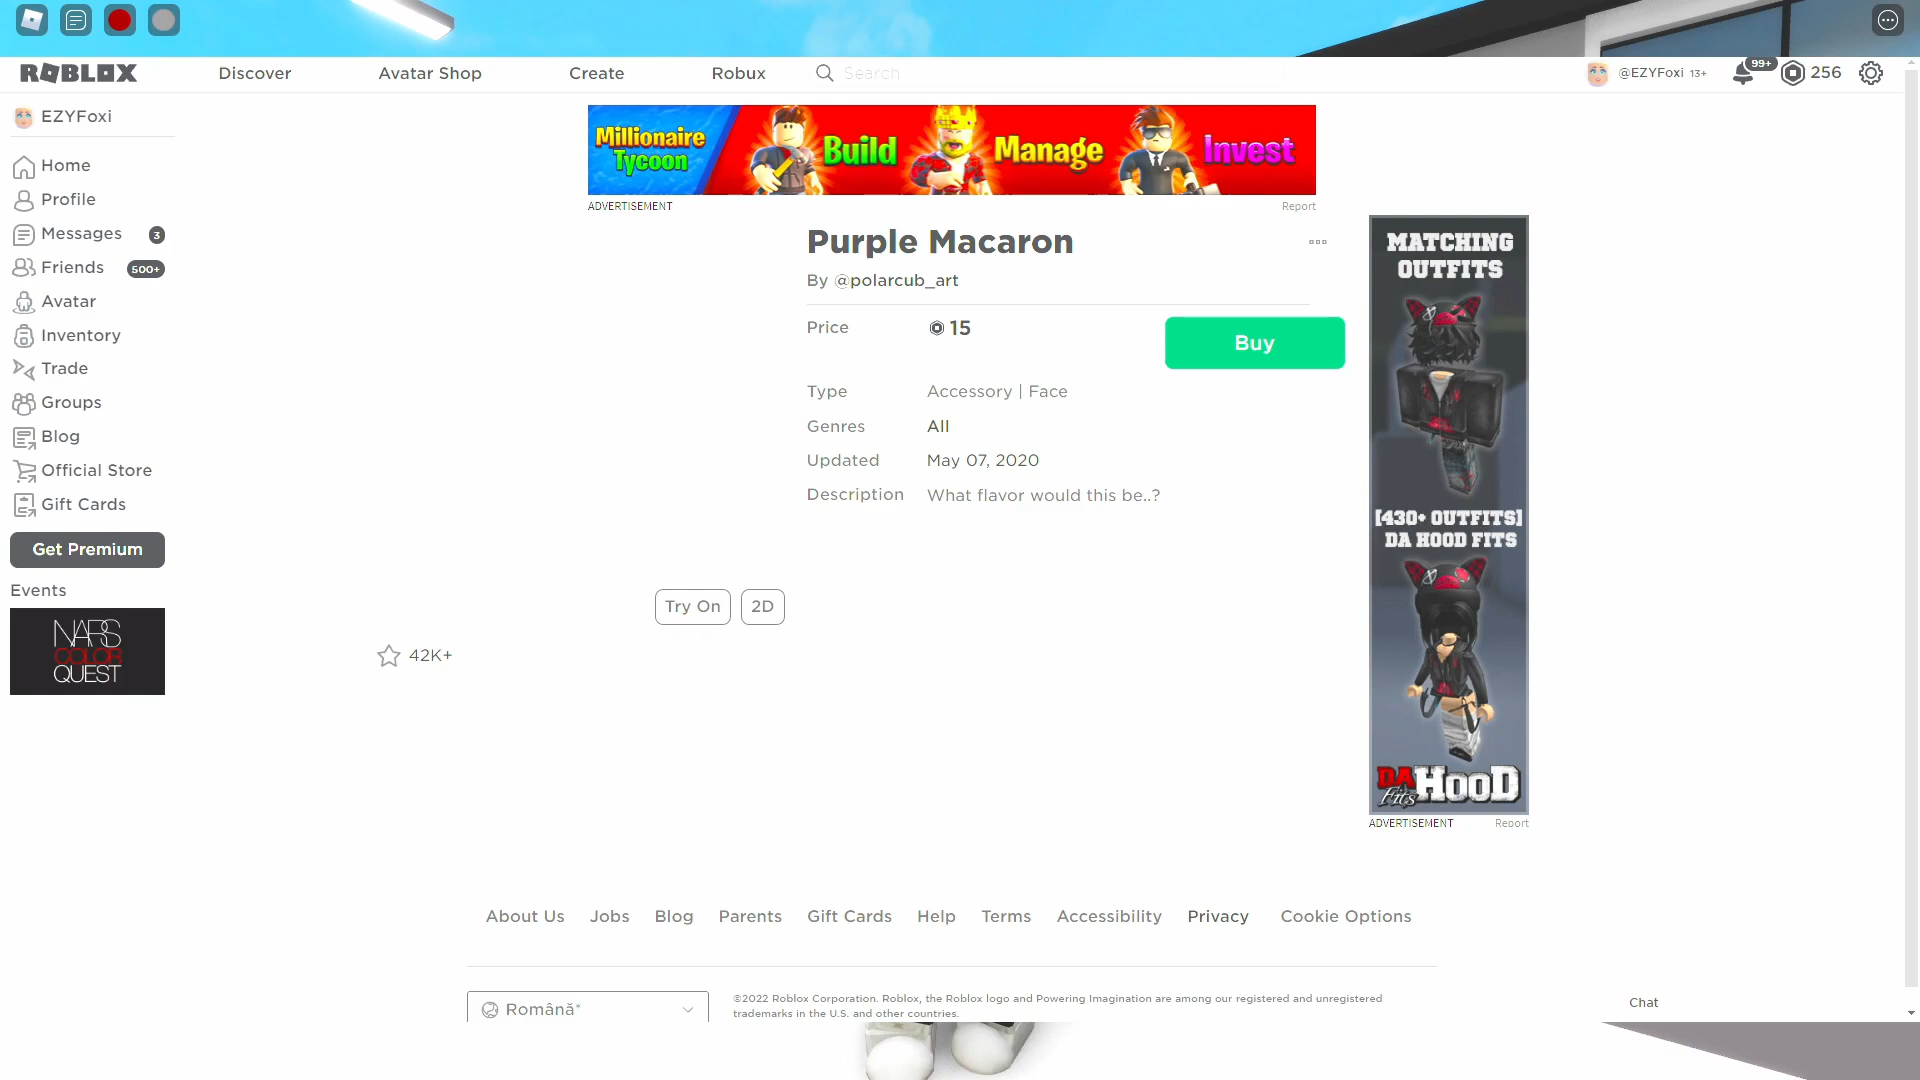 ROBLOX
Discover
Avatar Shop
Create
Robux
Search
@EZYFoxi 13+
99+
256
EZYFoxi
Home
Profile
Messages 3
Friends 500+
Avatar
Inventory
Trade
Groups
Blog
Official Store
Gift Cards
Get Premium
Events
NARS
COLOR
QUEST
Millionaire
Tycoon
Build
Manage
Invest
ADVERTISEMENT
Report
Purple Macaron
By @polarcub_art
Price 15
Buy
Type Accessory | Face
Genres All
Updated May 07, 2020
Description What flavor would this be..?
Try On
2D
42K+
MATCHING
OUTFITS
[430+ OUTFITS]
DA HOOD FITS
DA HOOD
Fits
ADVERTISEMENT
Report
About Us Jobs Blog Parents Gift Cards Help Terms Accessibility Privacy Cookie Options
Română*
©2022 Roblox Corporation. Roblox, the Roblox logo and Powering Imagination are among our registered and unregistered
trademarks in the U.S. and other countries.
Chat